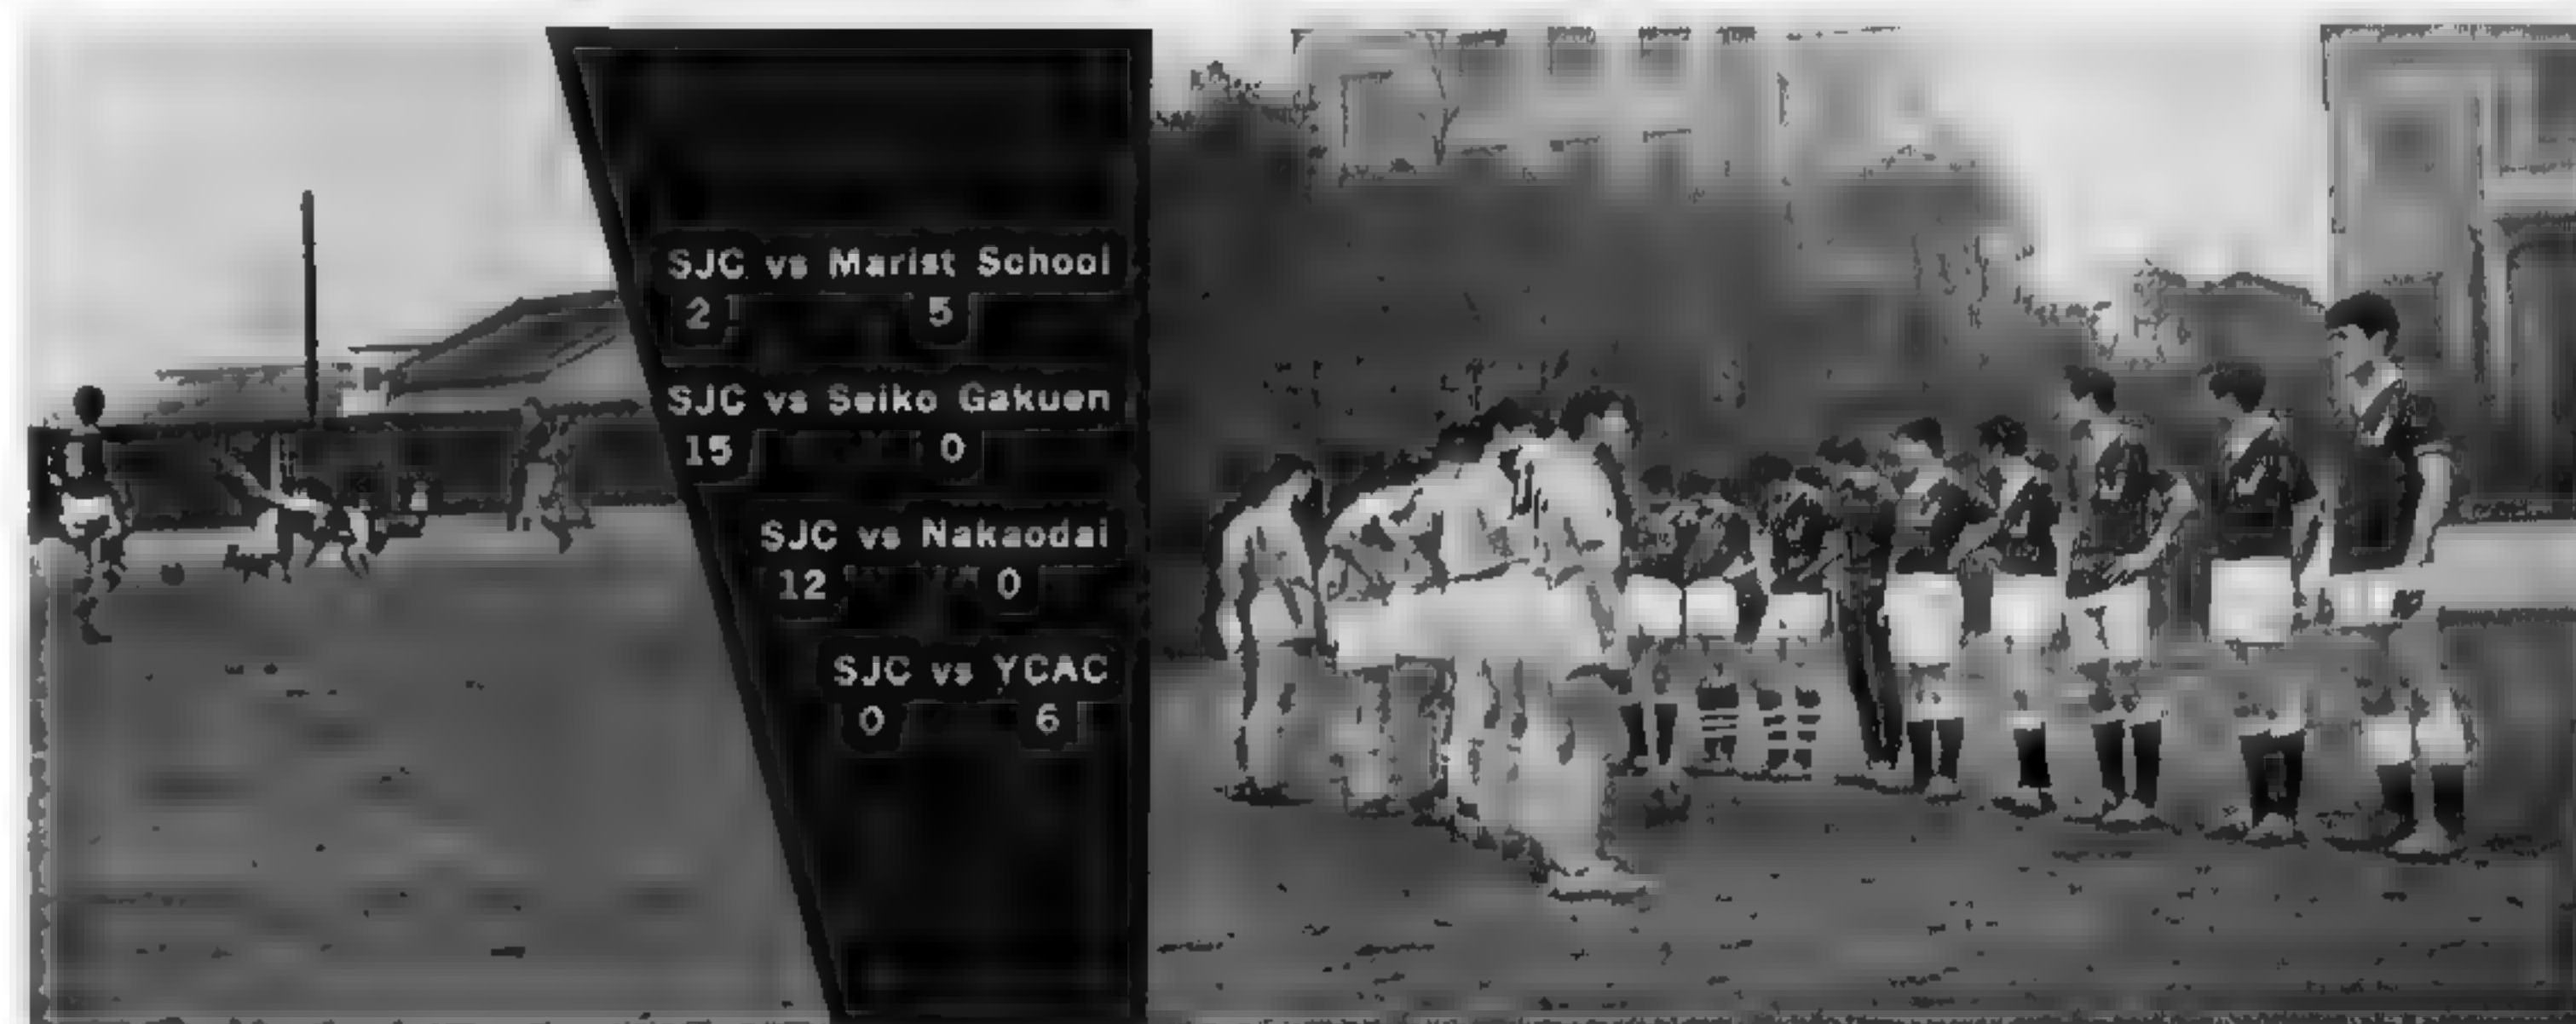 SJC vs Marist School
2 5
SJC vs Seiko Gakuen
15 0
SJC vs Nakaodai
12 0
SJC vs YCAC
0 6